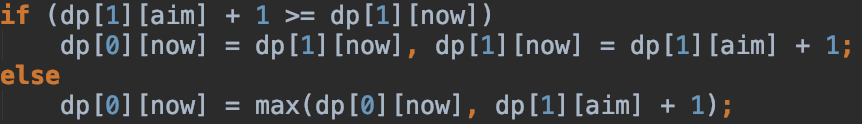 if (dp[1][aim] + 1 >= dp[1][now])
    dp[0][now] = dp[1][now], dp[1][now] = dp[1][aim] + 1;
else
    dp[0][now] = max(dp[0][now], dp[1][aim] + 1);